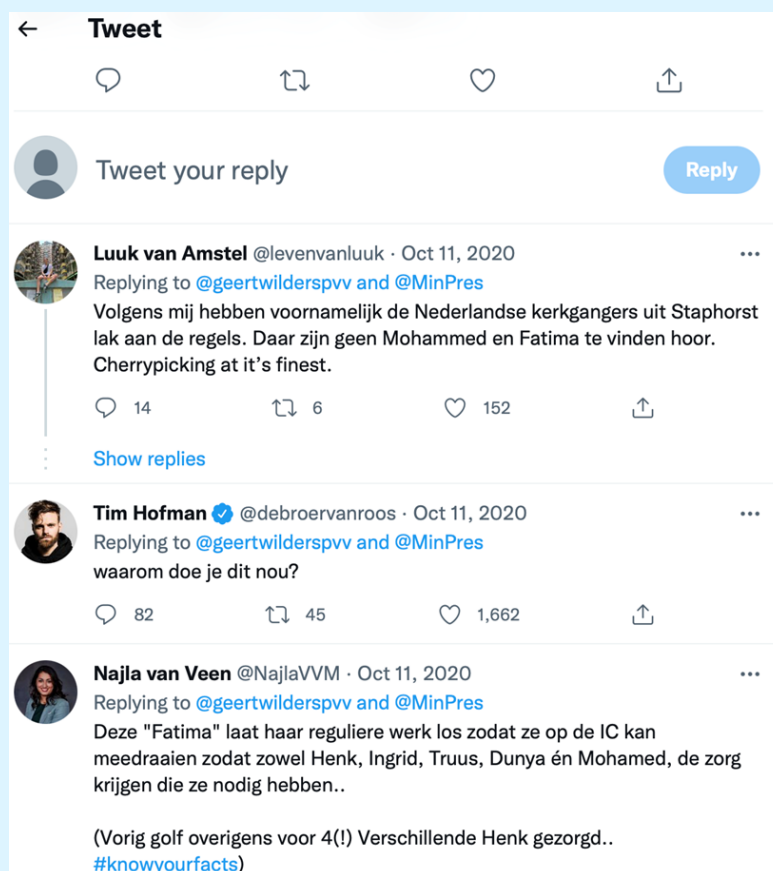 Tweet
Tweet your reply
Reply
Luuk van Amstel @levenvanluuk · Oct 11, 2020
Replying to @geertwilderspvv and @MinPres
Volgens mij hebben voornamelijk de Nederlandse kerkgangers uit Staphorst
lak aan de regels. Daar zijn geen Mohammed en Fatima te vinden hoor.
Cherrypicking at it's finest.
14 6 152
Show replies
Tim Hofman @debroervanroos · Oct 11, 2020
Replying to @geertwilderspvv and @MinPres
waarom doe je dit nou?
82 45 1,662
Najla van Veen @NajlaVVM · Oct 11, 2020
Replying to @geertwilderspvv and @MinPres
Deze "Fatima" laat haar reguliere werk los zodat ze op de IC kan
meedraaien zodat zowel Henk, Ingrid, Truus, Dunya én Mohamed, de zorg
krijgen die ze nodig hebben..
(Vorig golf overigens voor 4(!) Verschillende Henk gezorgd..
#knowyourfacts)